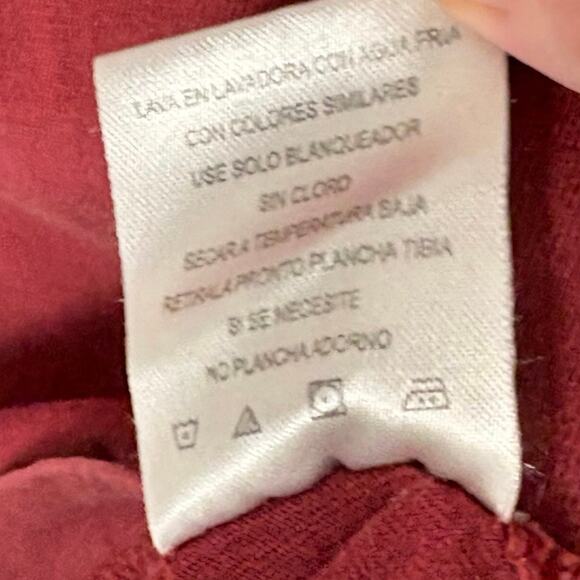 LAVA EN LAVADORA CON AGUA FRIA
CON COLORES SIMILARES
USE SOLO BLANQUEADOR
SIN CLORO
SECAR A TEMPERATURA BAJA
RETIRALA PRONTO PLANCHA TIBIA
SI SE NECESITE
NO PLANCHA ADORNO